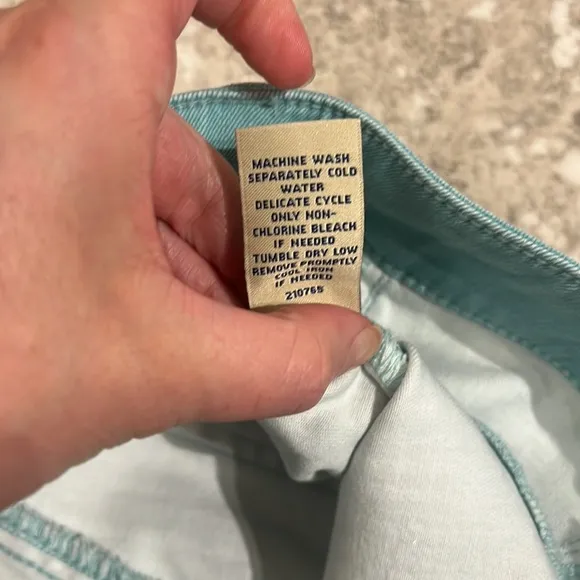 MACHINE WASH
SEPARATELY COLD
WATER
DELICATE CYCLE
ONLY NON-
CHLORINE BLEACH
IF NEEDED
TUMBLE DRY LOW
REMOVE PROMPTLY
COOL IRON
IF NEEDED
210765